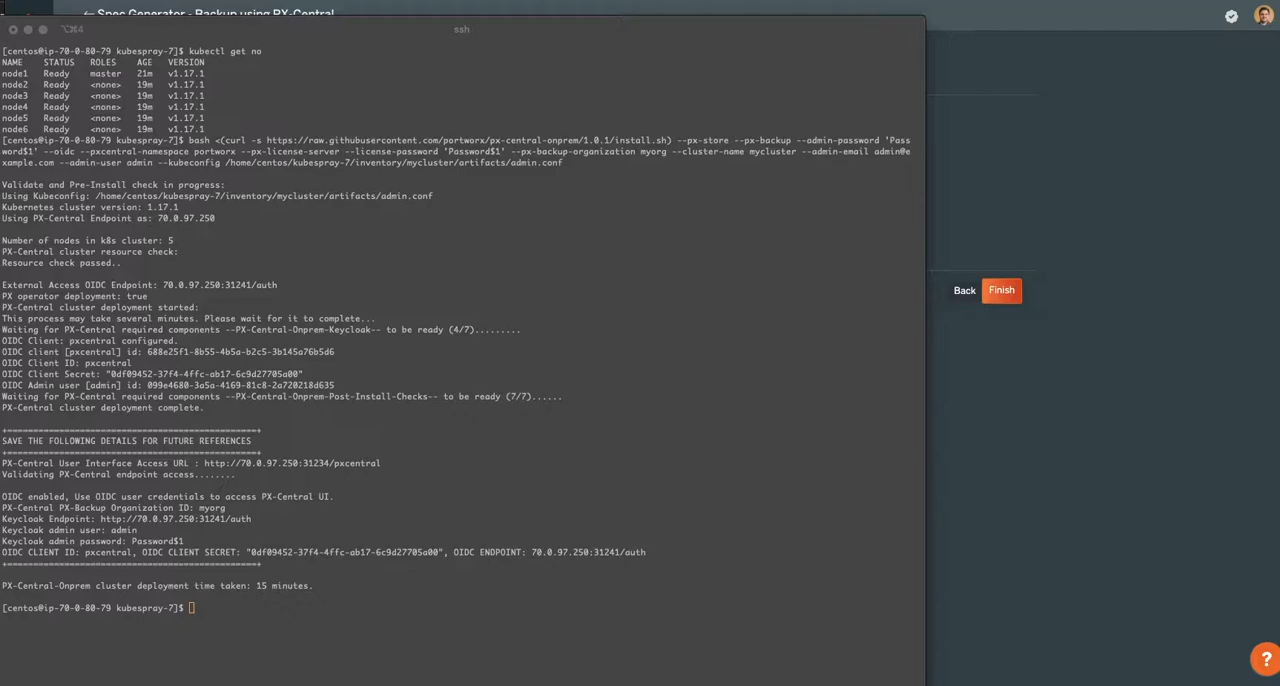 ← Spec Generator - Backup using PX-Central
⌥⌘4
ssh
[centos@ip-70-0-80-79 kubespray-7]$ kubectl get no
NAME STATUS ROLES AGE VERSION
node1 Ready master 21m v1.17.1
node2 Ready <none> 19m v1.17.1
node3 Ready <none> 19m v1.17.1
node4 Ready <none> 19m v1.17.1
node5 Ready <none> 19m v1.17.1
node6 Ready <none> 19m v1.17.1
[centos@ip-70-0-80-79 kubespray-7]$ bash <(curl -s https://raw.githubusercontent.com/portworx/px-central-onprem/1.0.1/install.sh) --px-store --px-backup --admin-password 'Pass
word$1' --oidc --pxcentral-namespace portworx --px-license-server --license-password 'Password$1' --px-backup-organization myorg --cluster-name mycluster --admin-email admin@e
xample.com --admin-user admin --kubeconfig /home/centos/kubespray-7/inventory/mycluster/artifacts/admin.conf
Validate and Pre-Install check in progress:
Using Kubeconfig: /home/centos/kubespray-7/inventory/mycluster/artifacts/admin.conf
Kubernetes cluster version: 1.17.1
Using PX-Central Endpoint as: 70.0.97.250
Number of nodes in k8s cluster: 5
PX-Central cluster resource check:
Resource check passed..
External Access OIDC Endpoint: 70.0.97.250:31241/auth
PX operator deployment: true
PX-Central cluster deployment started:
This process may take several minutes. Please wait for it to complete...
Waiting for PX-Central required components --PX-Central-Onprem-Keycloak-- to be ready (4/7).........
OIDC Client: pxcentral configured.
OIDC client [pxcentral] id: 688e25f1-8b55-4b5a-b2c5-3b145a76b5d6
OIDC Client ID: pxcentral
OIDC Client Secret: "0df09452-37f4-4ffc-ab17-6c9d27705a00"
OIDC Admin user [admin] id: 099e4680-3a5a-4169-81c8-2a720218d635
Waiting for PX-Central required components --PX-Central-Onprem-Post-Install-Checks-- to be ready (7/7)......
PX-Central cluster deployment complete.
+================================================+
SAVE THE FOLLOWING DETAILS FOR FUTURE REFERENCES
+================================================+
PX-Central User Interface Access URL : http://70.0.97.250:31234/pxcentral
Validating PX-Central endpoint access........
OIDC enabled, Use OIDC user credentials to access PX-Central UI.
PX-Central PX-Backup Organization ID: myorg
Keycloak Endpoint: http://70.0.97.250:31241/auth
Keycloak admin user: admin
Keycloak admin password: Password$1
OIDC CLIENT ID: pxcentral, OIDC CLIENT SECRET: "0df09452-37f4-4ffc-ab17-6c9d27705a00", OIDC ENDPOINT: 70.0.97.250:31241/auth
+================================================+
PX-Central-Onprem cluster deployment time taken: 15 minutes.
[centos@ip-70-0-80-79 kubespray-7]$
Back Finish
?